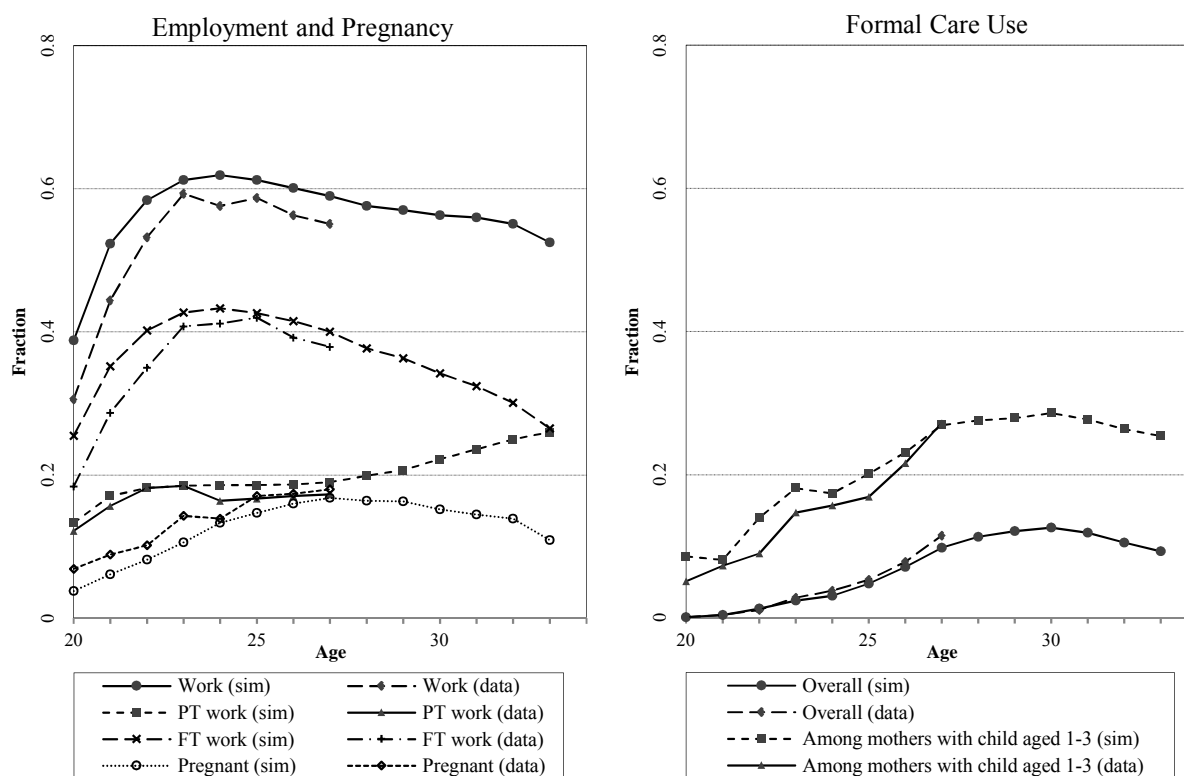 Employment and Pregnancy
0.8
0.6
0.4
0.2
0
Fraction
20
25
30
Age
Work (sim)
Work (data)
PT work (sim)
PT work (data)
FT work (sim)
FT work (data)
Pregnant (sim)
Pregnant (data)
Formal Care Use
0.8
0.6
0.4
0.2
0
Fraction
20
25
30
Age
Overall (sim)
Overall (data)
Among mothers with child aged 1-3 (sim)
Among mothers with child aged 1-3 (data)